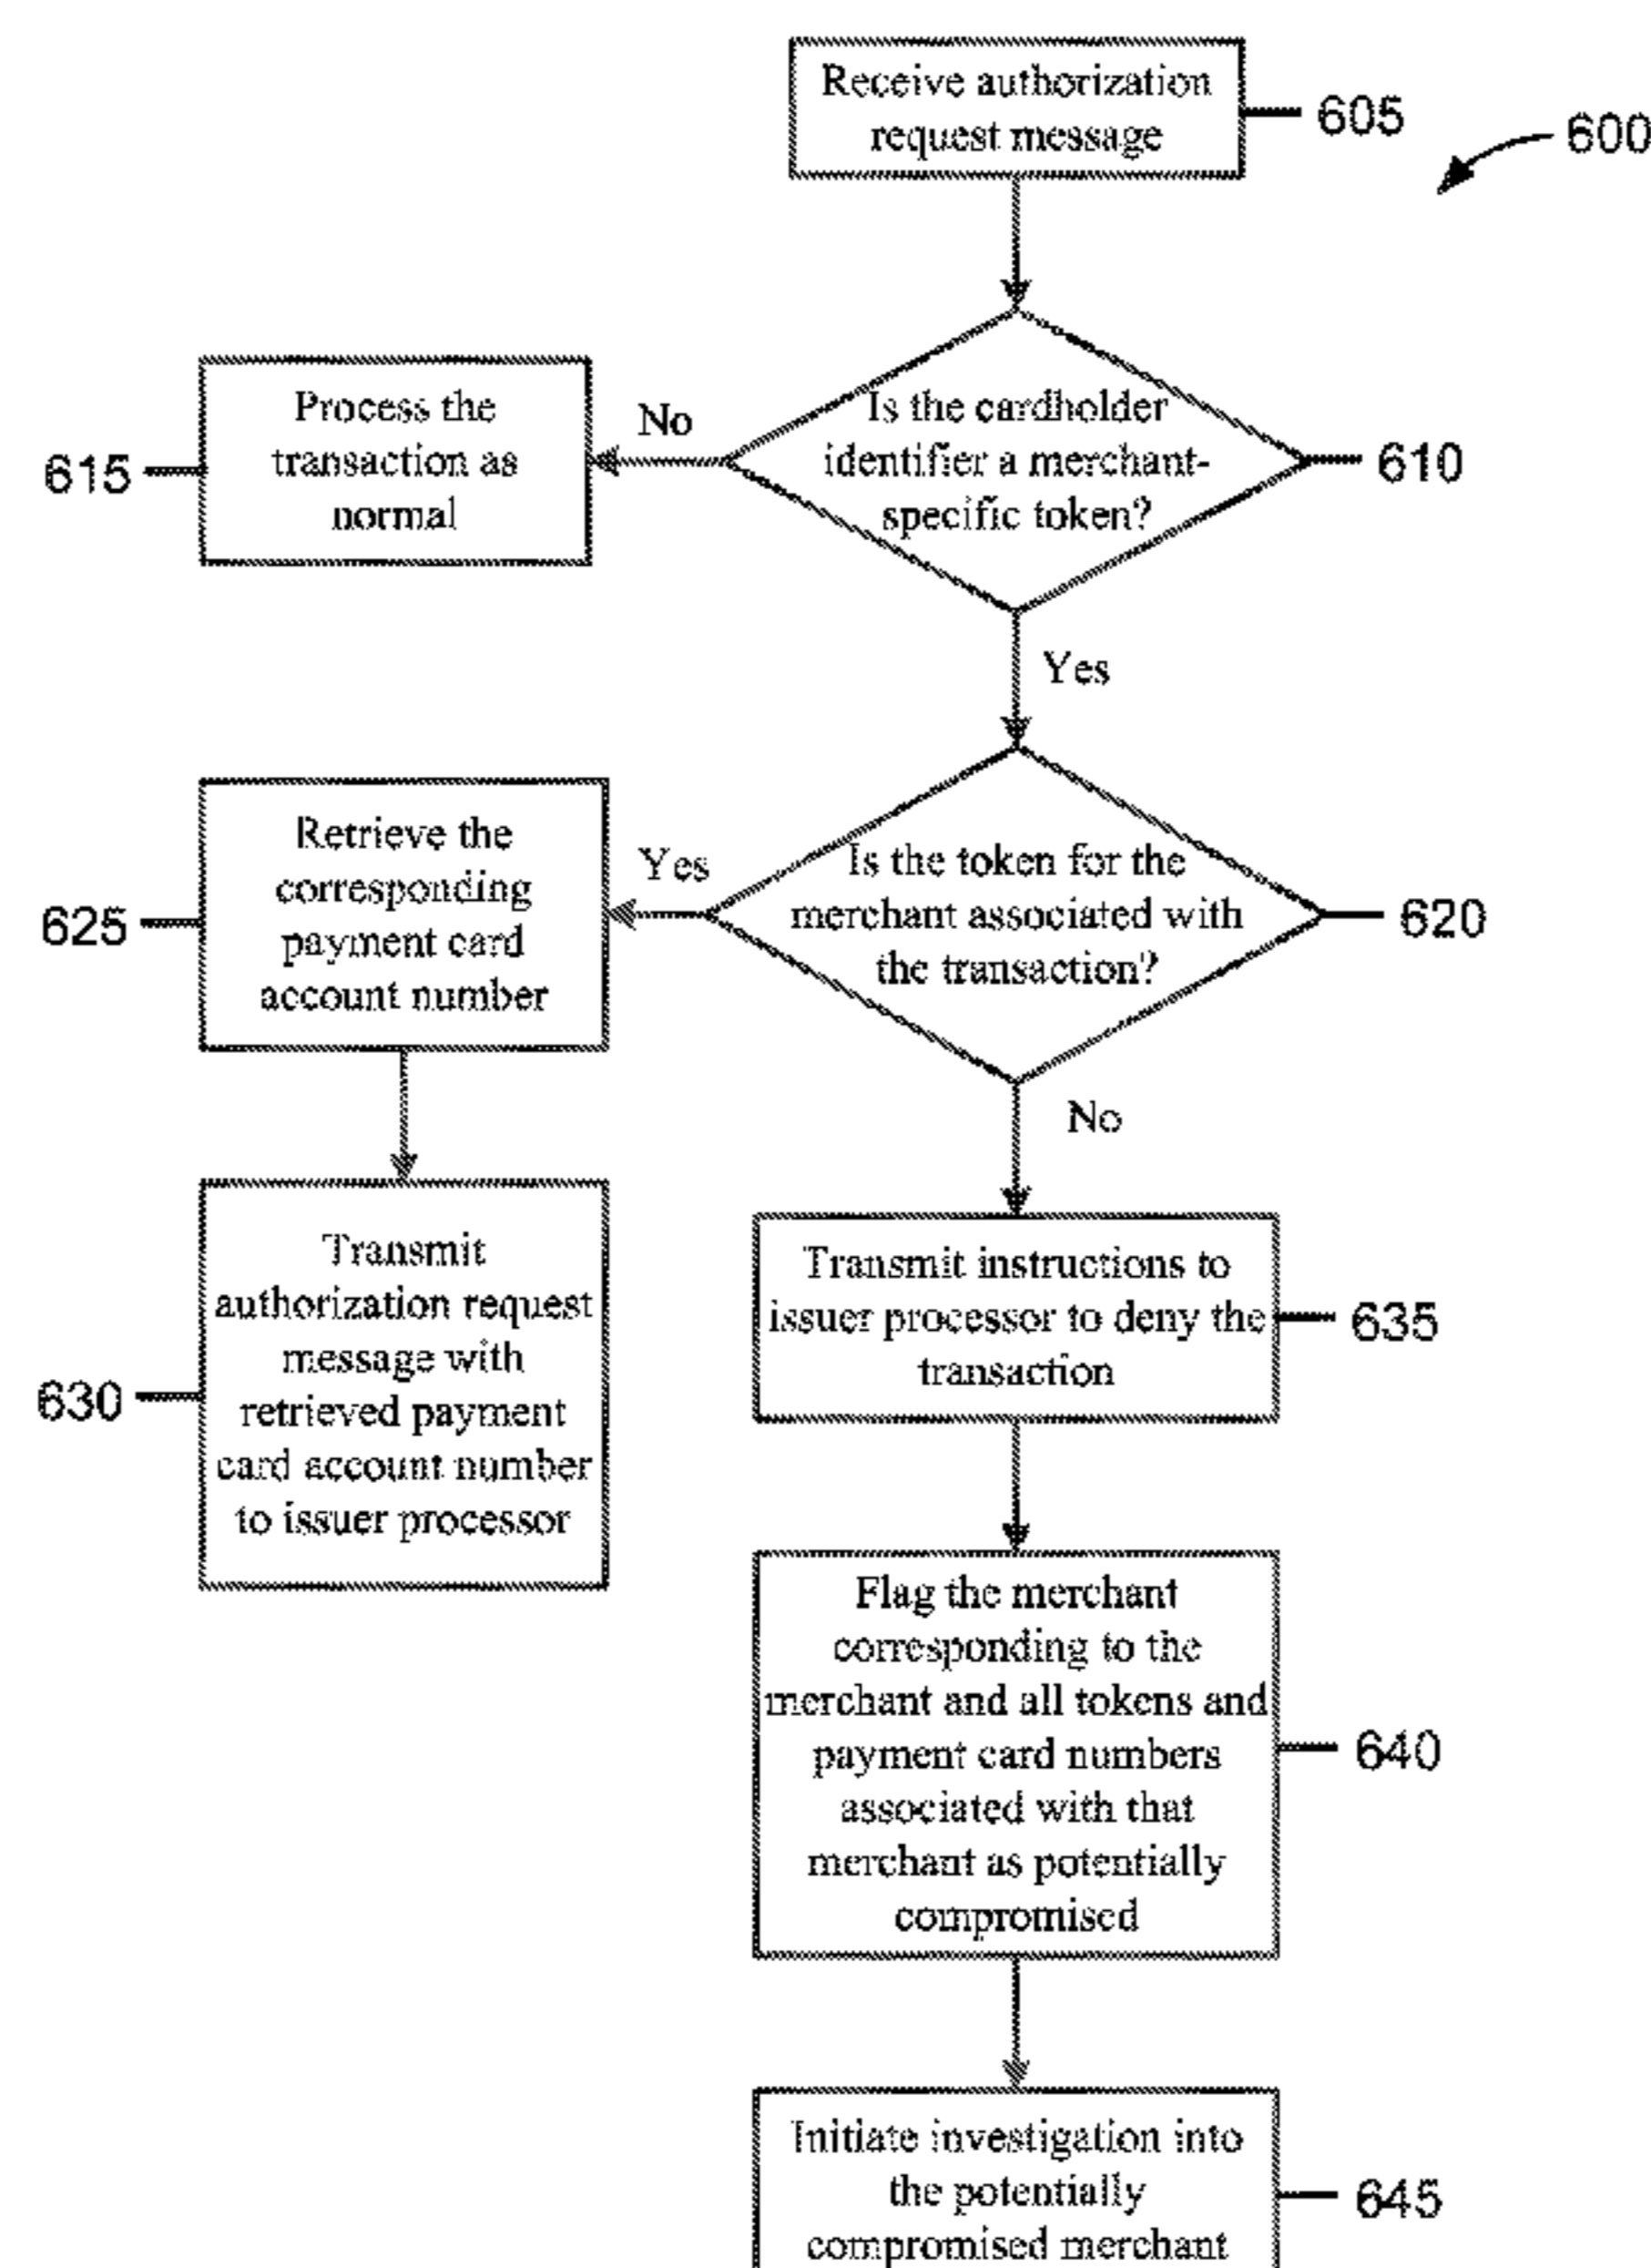 Receive authorization
request message
605
600
Is the cardholder
identifier a merchant-
specific token?
610
No
Process the
transaction as
normal
615
Yes
Is the token for the
merchant associated with
the transaction?
620
Yes
Retrieve the
corresponding
payment card
account number
625
Transmit
authorization request
message with
retrieved payment
card account number
to issuer processor
630
No
Transmit instructions to
issuer processor to deny the
transaction
635
Flag the merchant
corresponding to the
merchant and all tokens and
payment card numbers
associated with that
merchant as potentially
compromised
640
Initiate investigation into
the potentially
compromised merchant
645